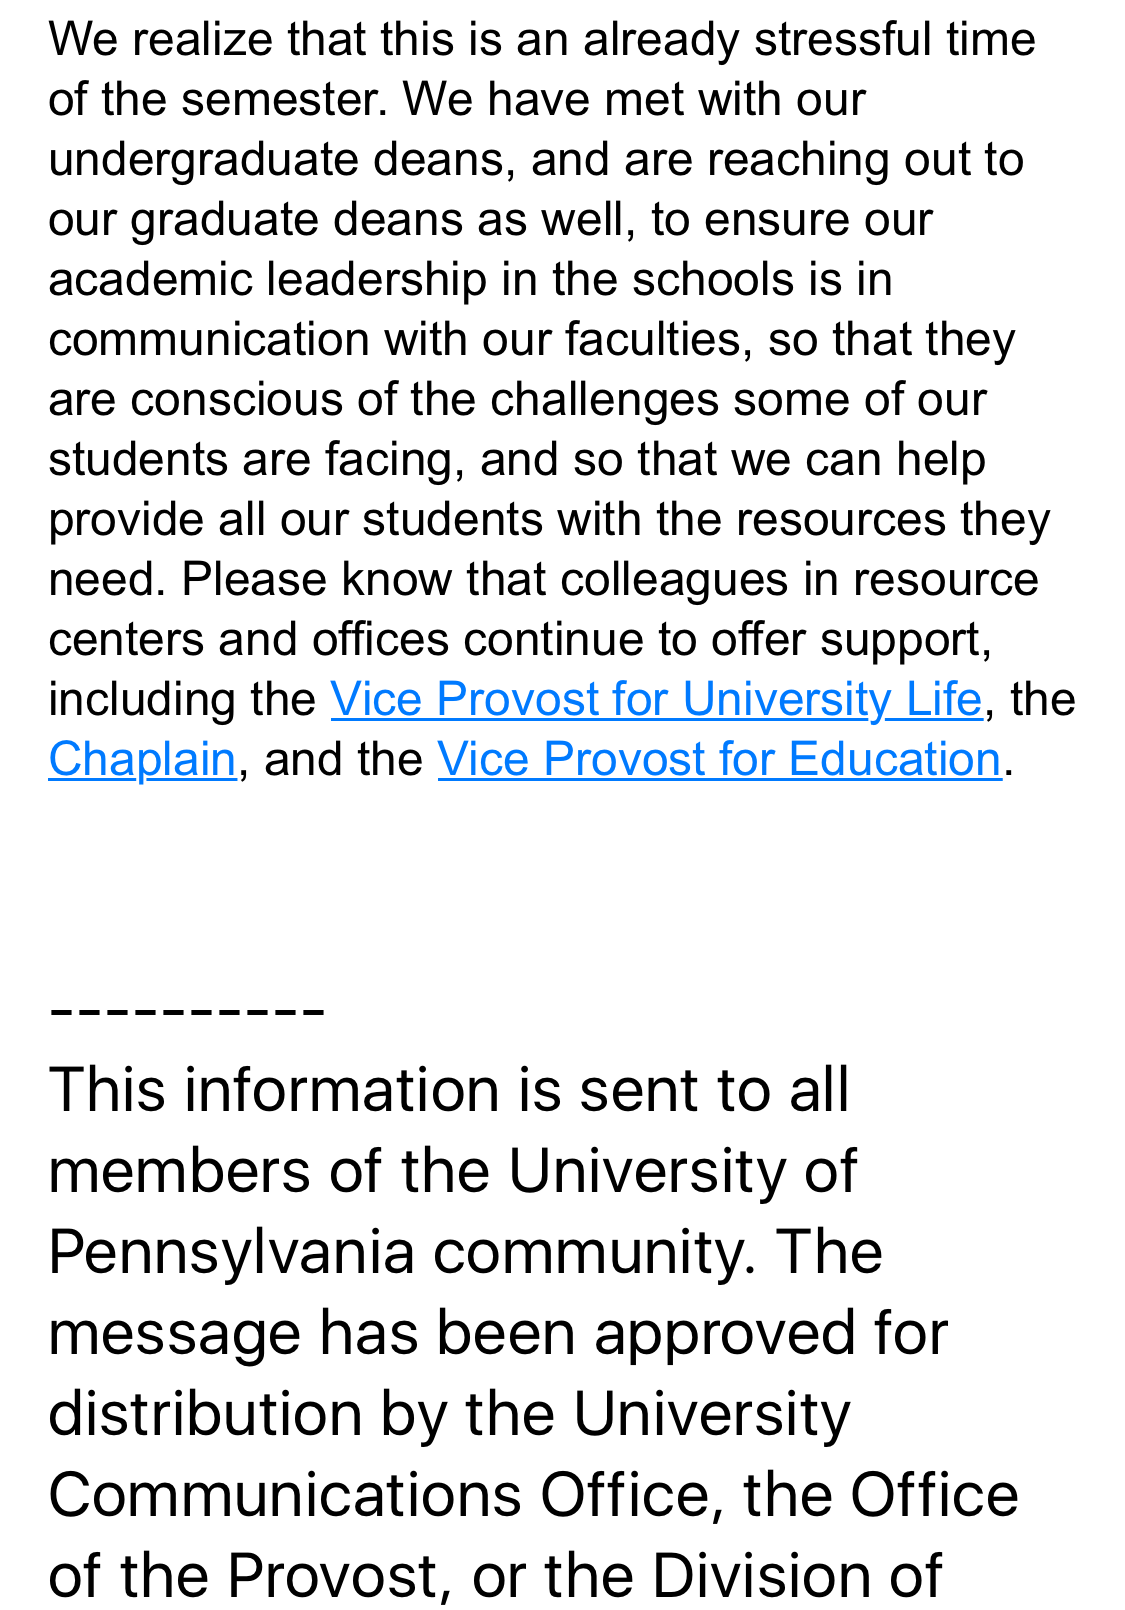 We realize that this is an already stressful time
of the semester. We have met with our
undergraduate deans, and are reaching out to
our graduate deans as well, to ensure our
academic leadership in the schools is in
communication with our faculties, so that they
are conscious of the challenges some of our
students are facing, and so that we can help
provide all our students with the resources they
need. Please know that colleagues in resource
centers and offices continue to offer support,
including the Vice Provost for University Life, the
Chaplain, and the Vice Provost for Education.
----------
This information is sent to all
members of the University of
Pennsylvania community. The
message has been approved for
distribution by the University
Communications Office, the Office
of the Provost, or the Division of